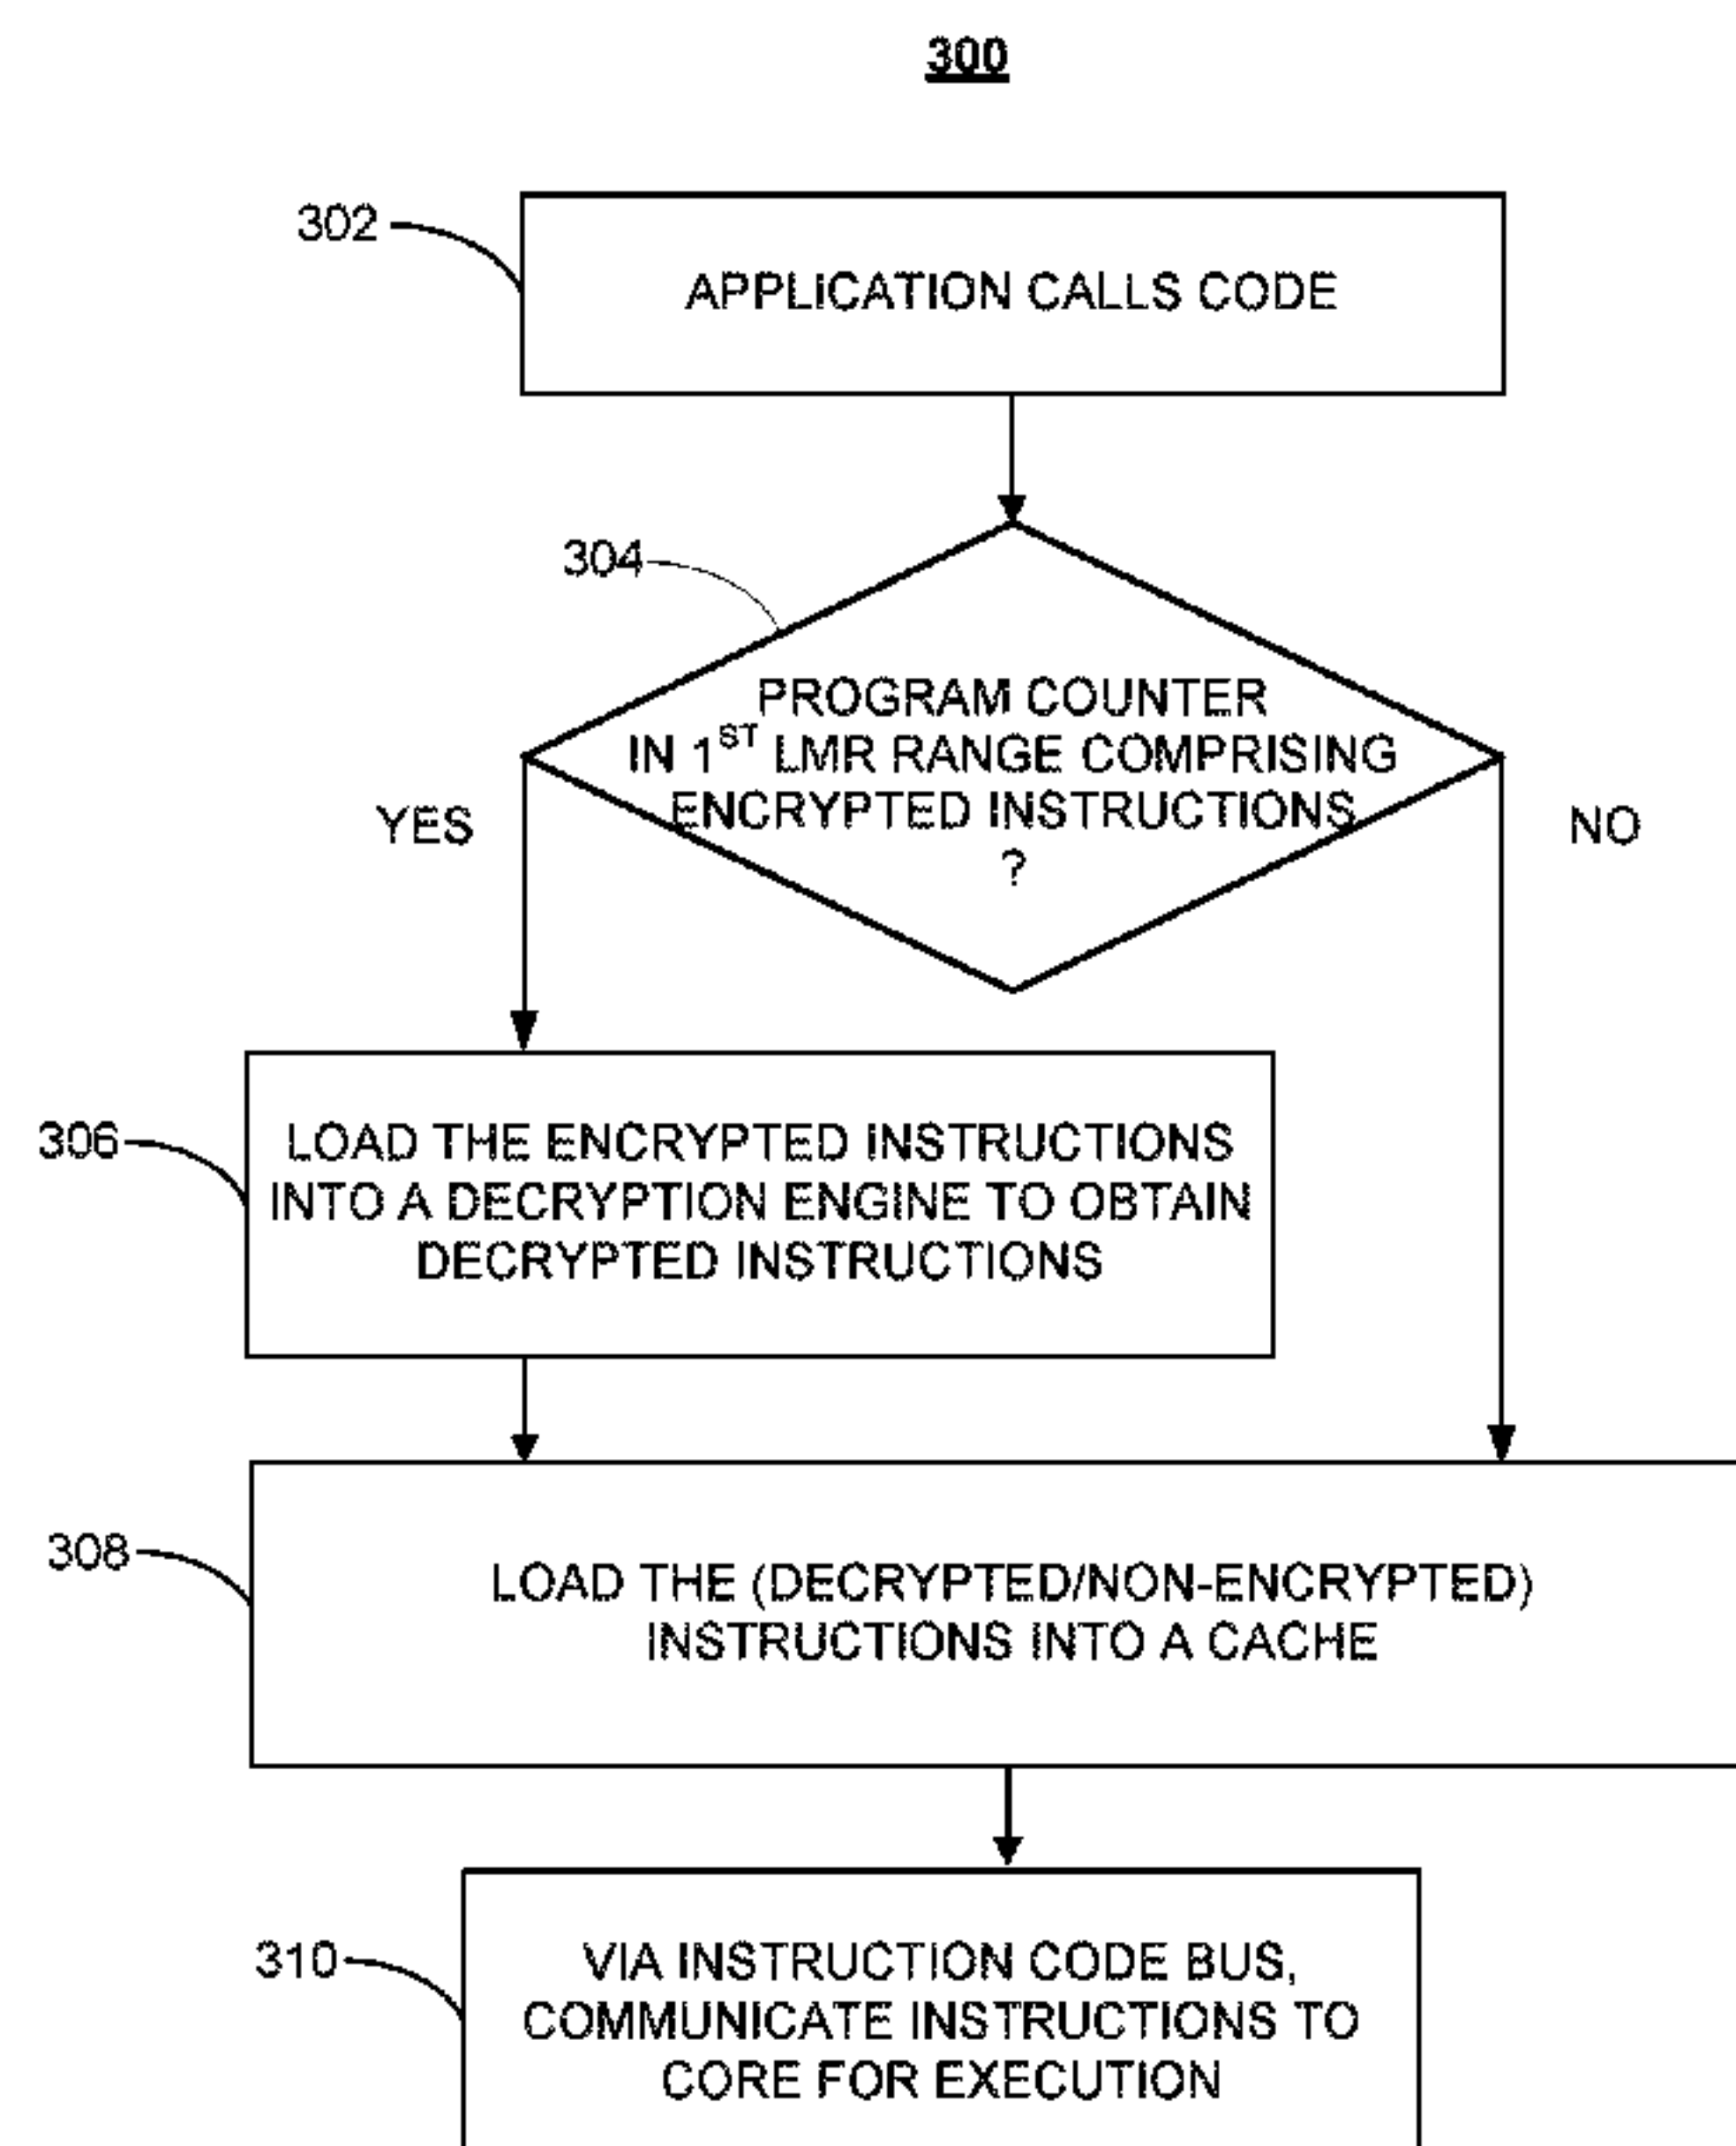 300
302
APPLICATION CALLS CODE
304
PROGRAM COUNTER
IN 1ST LMR RANGE COMPRISING
ENCRYPTED INSTRUCTIONS
?
YES
NO
306
LOAD THE ENCRYPTED INSTRUCTIONS
INTO A DECRYPTION ENGINE TO OBTAIN
DECRYPTED INSTRUCTIONS
308
LOAD THE (DECRYPTED/NON-ENCRYPTED)
INSTRUCTIONS INTO A CACHE
310
VIA INSTRUCTION CODE BUS,
COMMUNICATE INSTRUCTIONS TO
CORE FOR EXECUTION